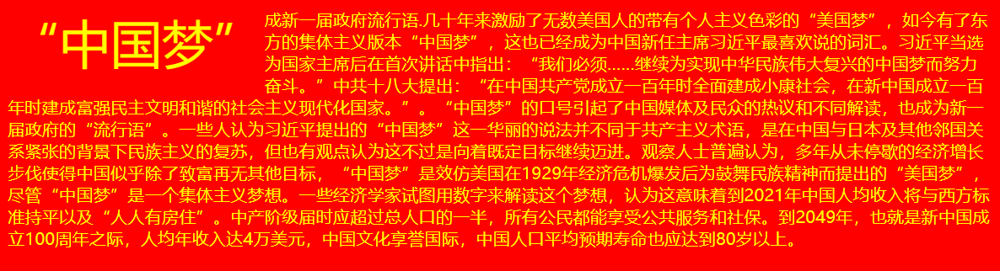 “中国梦”
成新一届政府流行语.几十年来激励了无数美国人的带有个人主义色彩的“美国梦”，如今有了东
方的集体主义版本“中国梦”，这也已经成为中国新任主席习近平最喜欢说的词汇。习近平当选
为国家主席后在首次讲话中指出：“我们必须……继续为实现中华民族伟大复兴的中国梦而努力
奋斗。”中共十八大提出：“在中国共产党成立一百年时全面建成小康社会，在新中国成立一百
年时建成富强民主文明和谐的社会主义现代化国家。”。“中国梦”的口号引起了中国媒体及民众的热议和不同解读，也成为新一
届政府的“流行语”。一些人认为习近平提出的“中国梦”这一华丽的说法并不同于共产主义术语，是在中国与日本及其他邻国关
系紧张的背景下民族主义的复苏，但也有观点认为这不过是向着既定目标继续迈进。观察人士普遍认为，多年从未停歇的经济增长
步伐使得中国似乎除了致富再无其他目标，“中国梦”是效仿美国在1929年经济危机爆发后为鼓舞民族精神而提出的“美国梦”，
尽管“中国梦”是一个集体主义梦想。一些经济学家试图用数字来解读这个梦想，认为这意味着到2021年中国人均收入将与西方标
准持平以及“人人有房住”。中产阶级届时应超过总人口的一半，所有公民都能享受公共服务和社保。到2049年，也就是新中国成
立100周年之际，人均年收入达4万美元，中国文化享誉国际，中国人口平均预期寿命也应达到80岁以上。